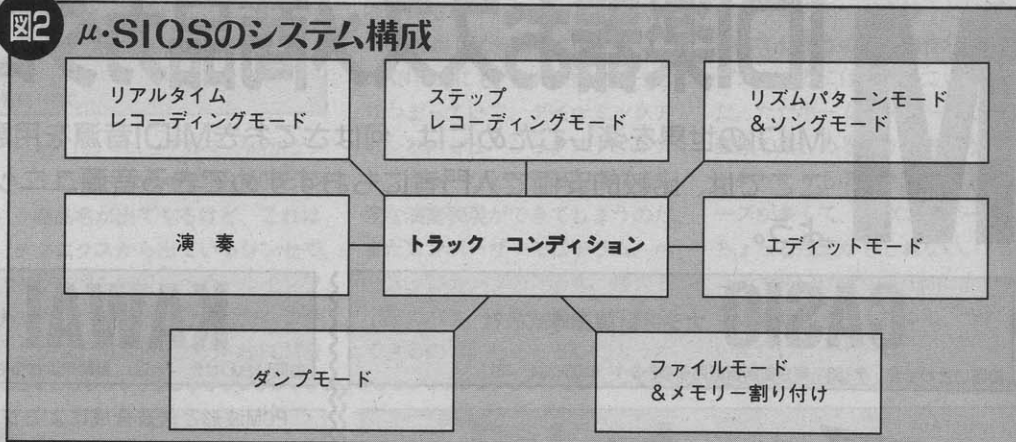 図2 μ・SIOSのシステム構成
リアルタイム
レコーディングモード
ステップ
レコーディングモード
リズムパターンモード
&ソングモード
演 奏
トラック コンディション
エディットモード
ダンプモード
ファイルモード
&メモリー割り付け